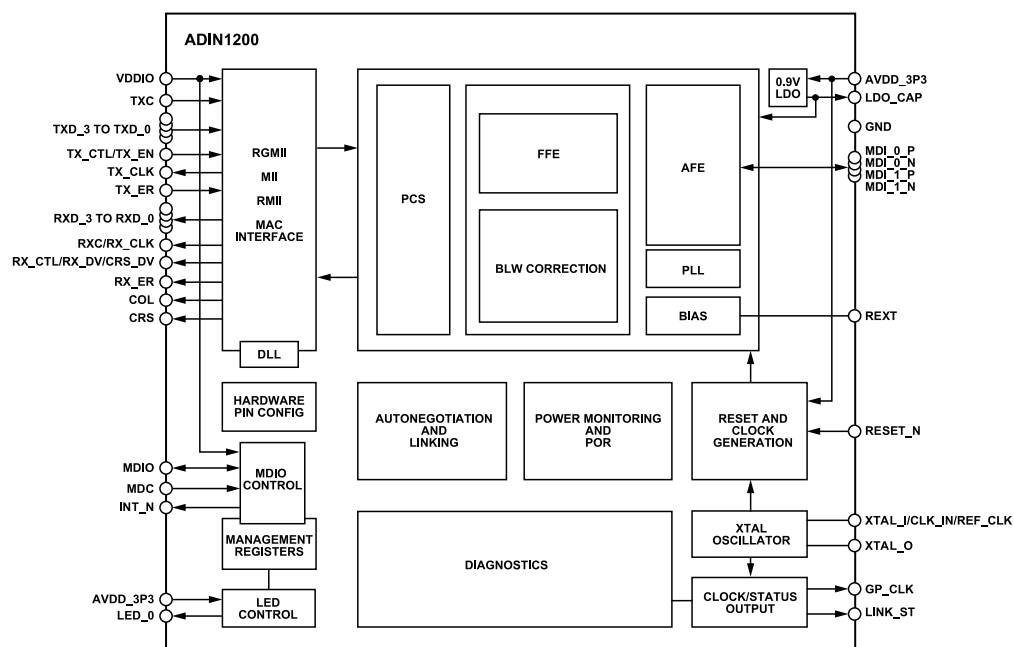 ADIN1200
VDDIO
TXC
TXD_3 TO TXD_0
TX_CTL/TX_EN
TX_CLK
TX_ER
RXD_3 TO RXD_0
RXC/RX_CLK
RX_CTL/RX_DV/CRS_DV
RX_ER
COL
CRS
RGMII
MII
RMII
MAC
INTERFACE
DLL
PCS
FFE
BLW CORRECTION
AFE
PLL
BIAS
0.9V
LDO
AVDD_3P3
LDO_CAP
GND
MDI_0_P
MDI_0_N
MDI_1_P
MDI_1_N
REXT
HARDWARE
PIN CONFIG
AUTONEGOTIATION
AND
LINKING
POWER MONITORING
AND
POR
RESET AND
CLOCK
GENERATION
RESET_N
MDIO
MDC
INT_N
MDIO
CONTROL
MANAGEMENT
REGISTERS
DIAGNOSTICS
XTAL
OSCILLATOR
XTAL_I/CLK_IN/REF_CLK
XTAL_O
AVDD_3P3
LED_0
LED
CONTROL
CLOCK/STATUS
OUTPUT
GP_CLK
LINK_ST